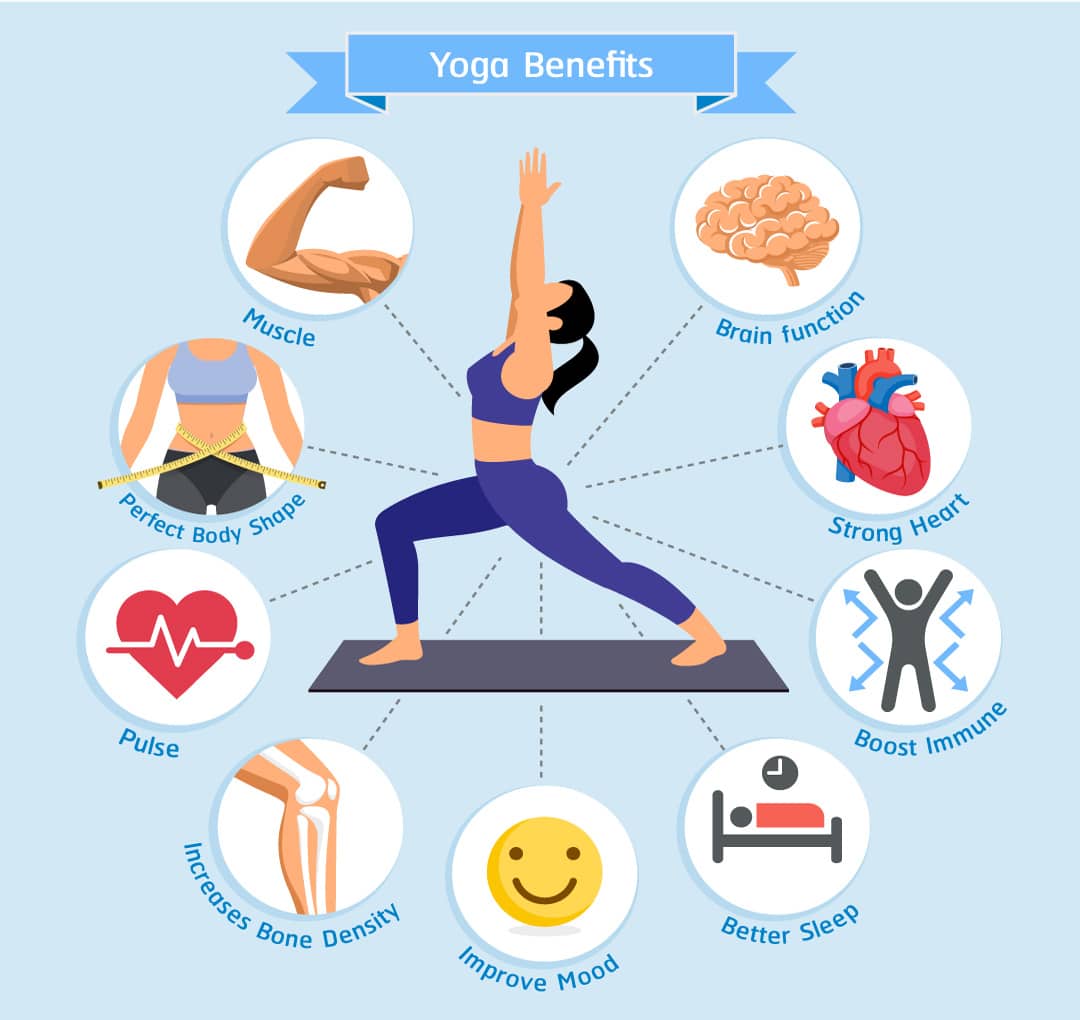 Yoga Benefits
Muscle
Brain function
Perfect Body Shape
Strong Heart
Pulse
Boost Immune
Increases Bone Density
Improve Mood
Better Sleep